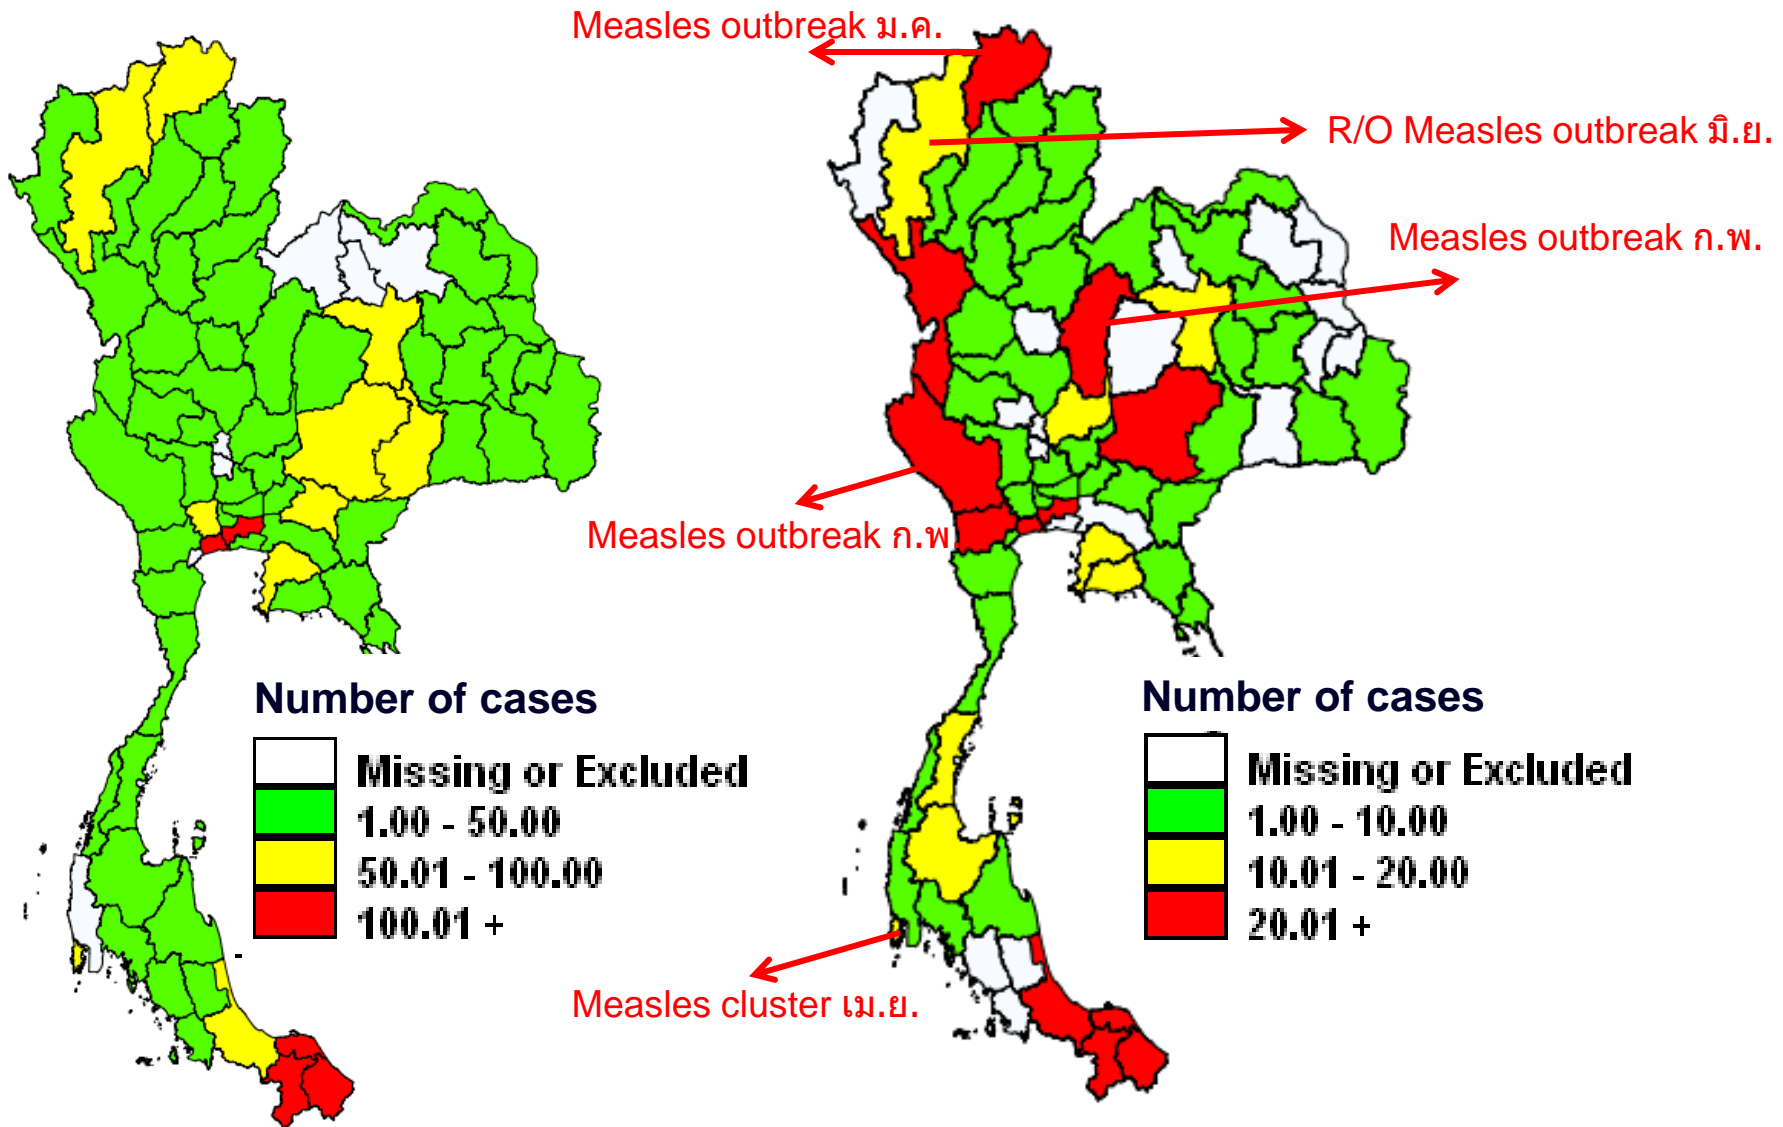 Measles outbreak ม.ค.
R/O Measles outbreak มิ.ย.
Measles outbreak ก.พ.
Measles outbreak ก.พ.
Number of cases
Missing or Excluded
1.00 - 50.00
50.01 - 100.00
100.01 +
Number of cases
Missing or Excluded
1.00 - 10.00
10.01 - 20.00
20.01 +
Measles cluster เม.ย.